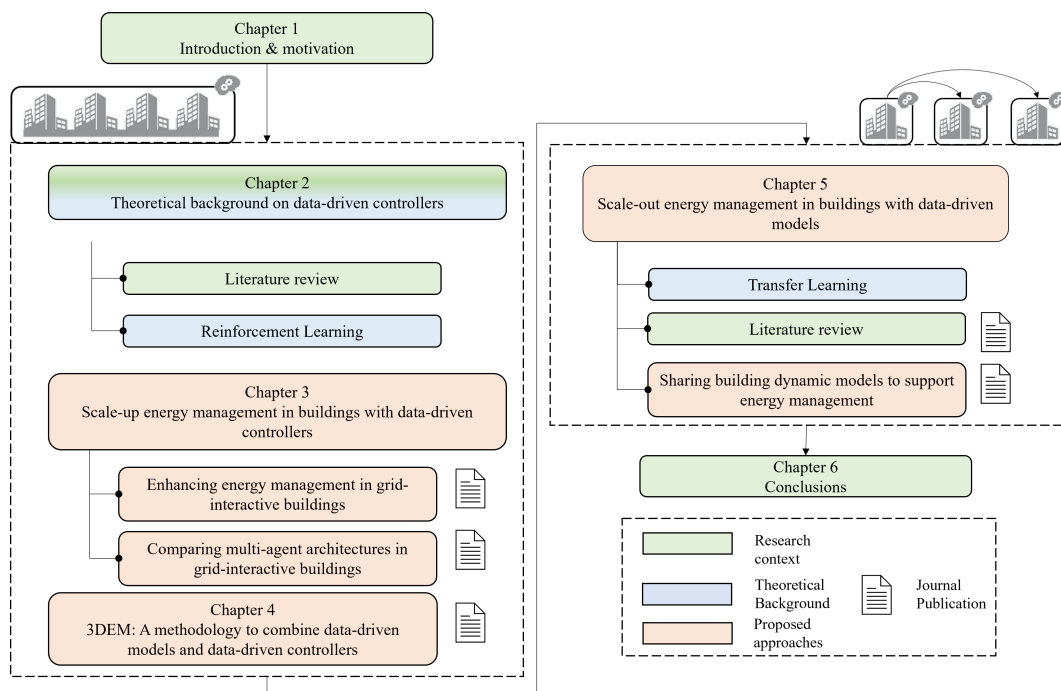 Chapter 1
Introduction & motivation
Chapter 2
Theoretical background on data-driven controllers
Literature review
Reinforcement Learning
Chapter 3
Scale-up energy management in buildings with data-driven
controllers
Enhancing energy management in grid-
interactive buildings
Comparing multi-agent architectures in
grid-interactive buildings
Chapter 4
3DEM: A methodology to combine data-driven
models and data-driven controllers
Chapter 5
Scale-out energy management in buildings with data-driven
models
Transfer Learning
Literature review
Sharing building dynamic models to support
energy management
Chapter 6
Conclusions
Research
context
Theoretical
Background
Proposed
approaches
Journal
Publication